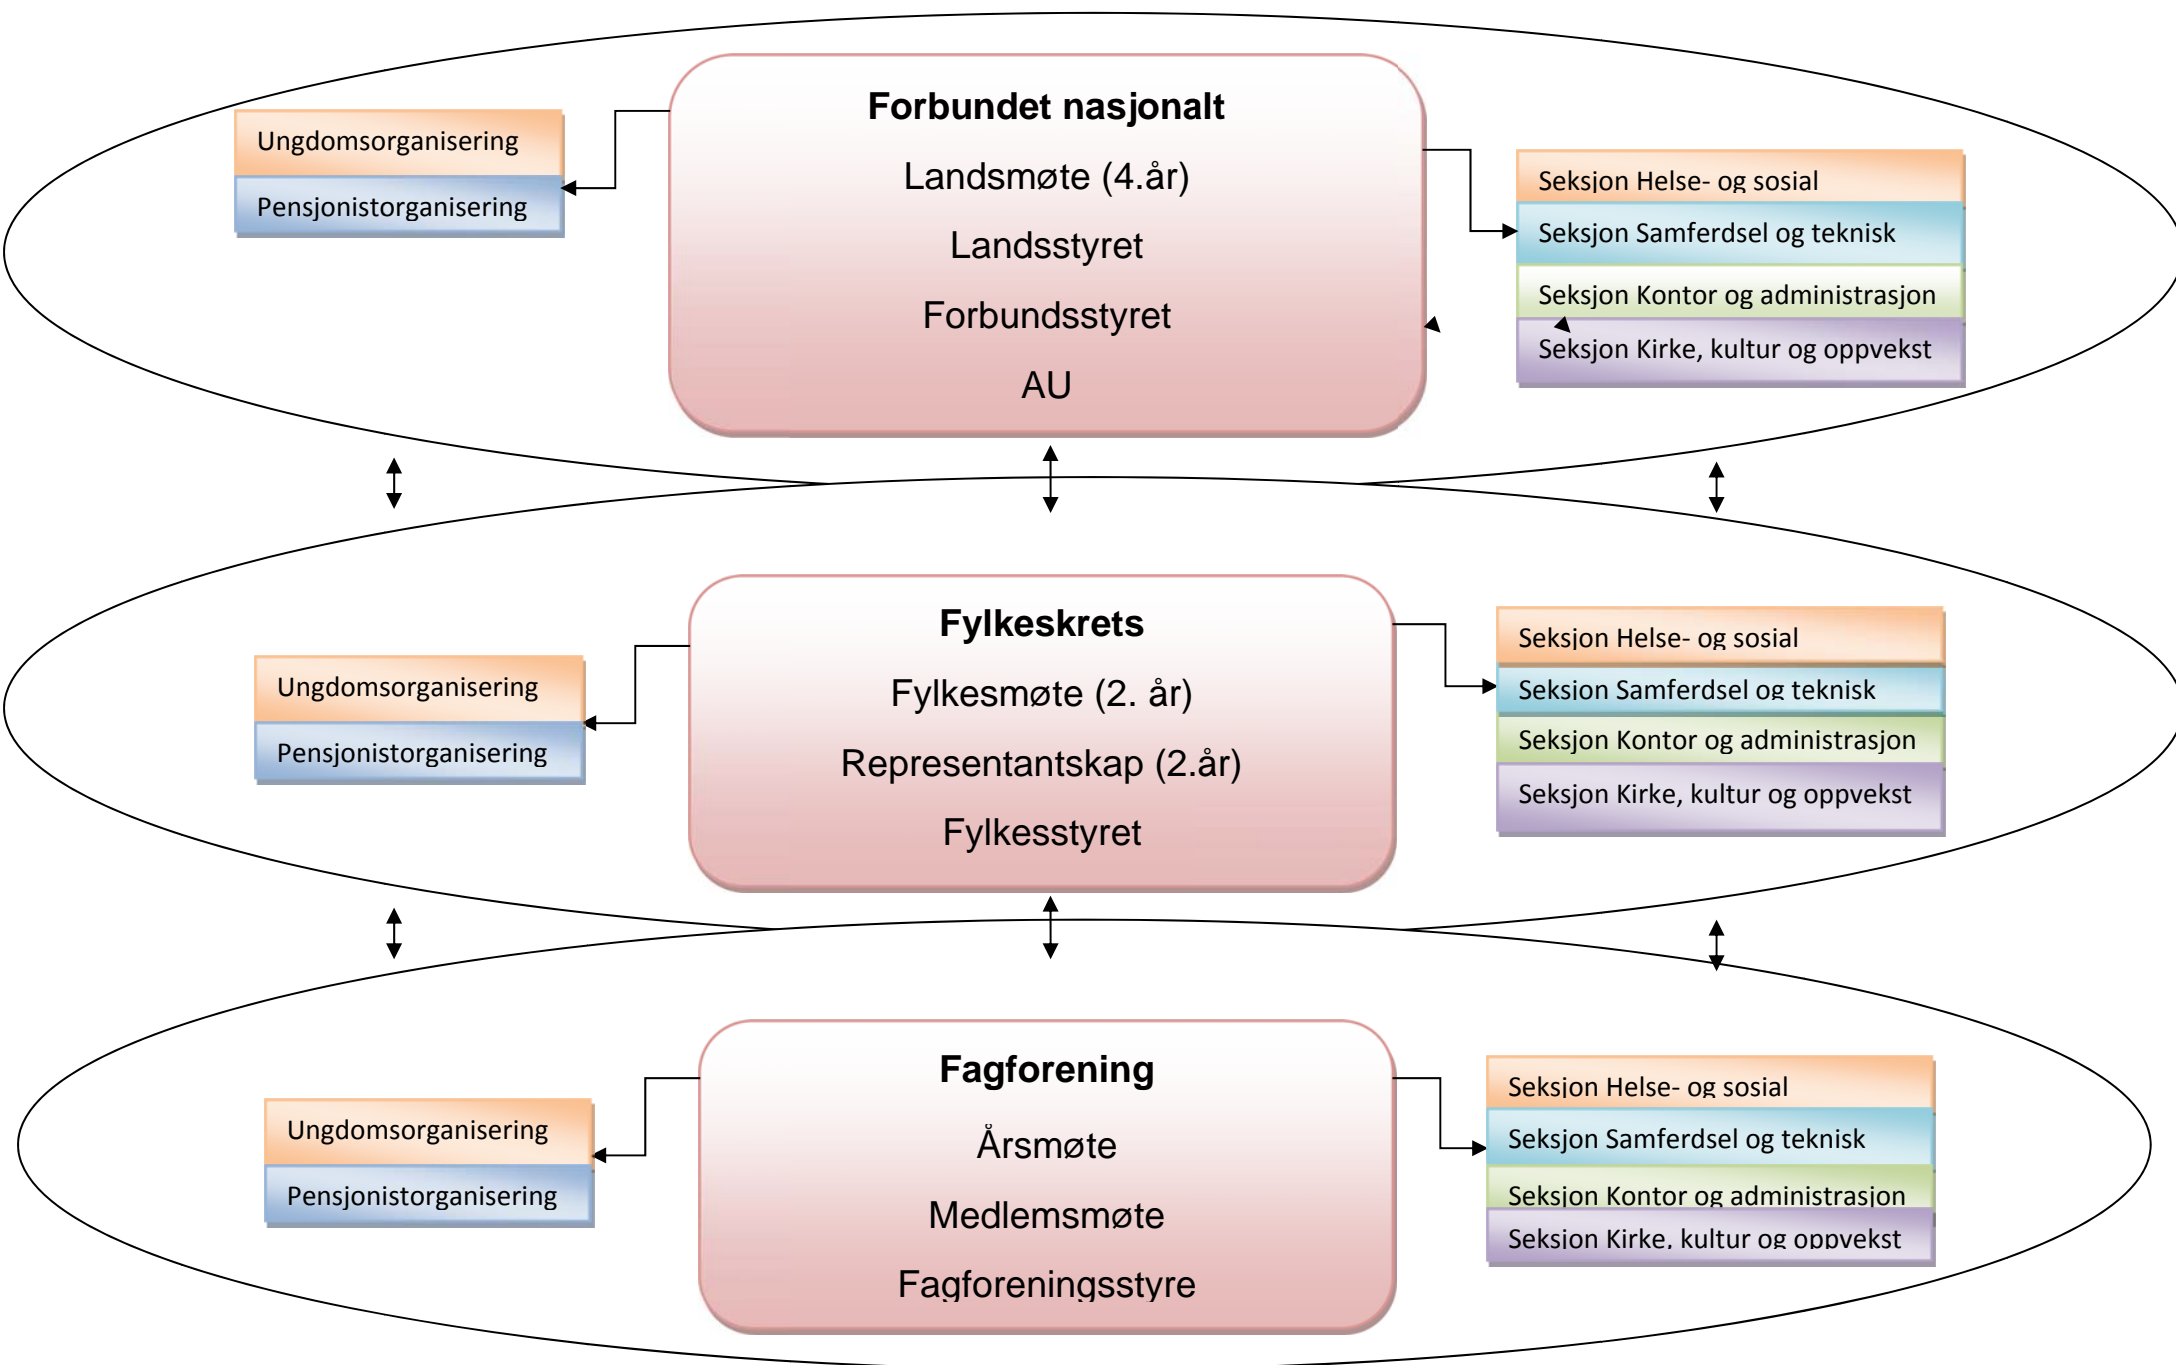 Forbundet nasjonalt
Landsmøte (4.år)
Landsstyret
Forbundsstyret
AU
Ungdomsorganisering
Pensjonistorganisering
Seksjon Helse- og sosial
Seksjon Samferdsel og teknisk
Seksjon Kontor og administrasjon
Seksjon Kirke, kultur og oppvekst
Fylkeskrets
Fylkesmøte (2. år)
Representantskap (2.år)
Fylkesstyret
Ungdomsorganisering
Pensjonistorganisering
Seksjon Helse- og sosial
Seksjon Samferdsel og teknisk
Seksjon Kontor og administrasjon
Seksjon Kirke, kultur og oppvekst
Fagforening
Årsmøte
Medlemsmøte
Fagforeningsstyre
Ungdomsorganisering
Pensjonistorganisering
Seksjon Helse- og sosial
Seksjon Samferdsel og teknisk
Seksjon Kontor og administrasjon
Seksjon Kirke, kultur og oppvekst